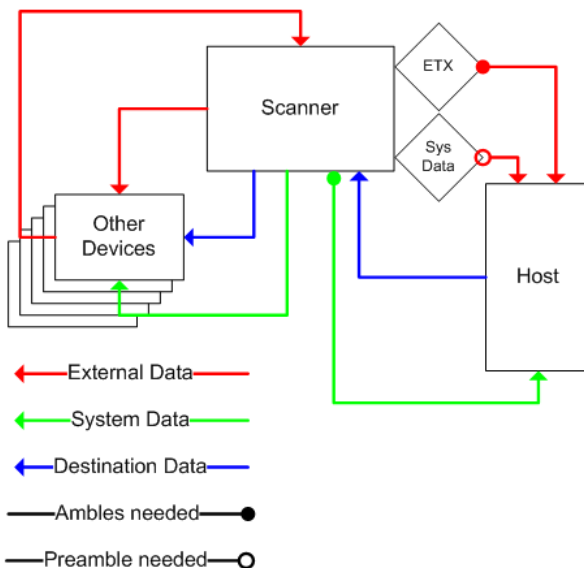 ETX
Scanner
Sys
Data
Other
Devices
Host
External Data
System Data
Destination Data
Ambles needed
Preamble needed